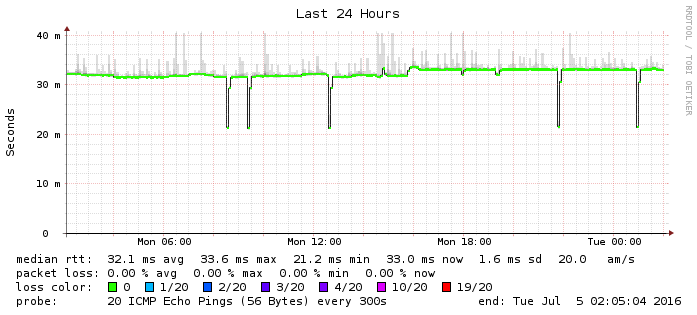 Last 24 Hours
RRDTOOL / TOBI OETIKER
Seconds
40 m
30 m
20 m
10 m
0
Mon 06:00 Mon 12:00 Mon 18:00 Tue 00:00
median rtt: 32.1 ms avg 33.6 ms max 21.2 ms min 33.0 ms now 1.6 ms sd 20.0 am/s
packet loss: 0.00 % avg 0.00 % max 0.00 % min 0.00 % now
loss color: 0 1/20 2/20 3/20 4/20 10/20 19/20
probe: 20 ICMP Echo Pings (56 Bytes) every 300s end: Tue Jul 5 02:05:04 2016